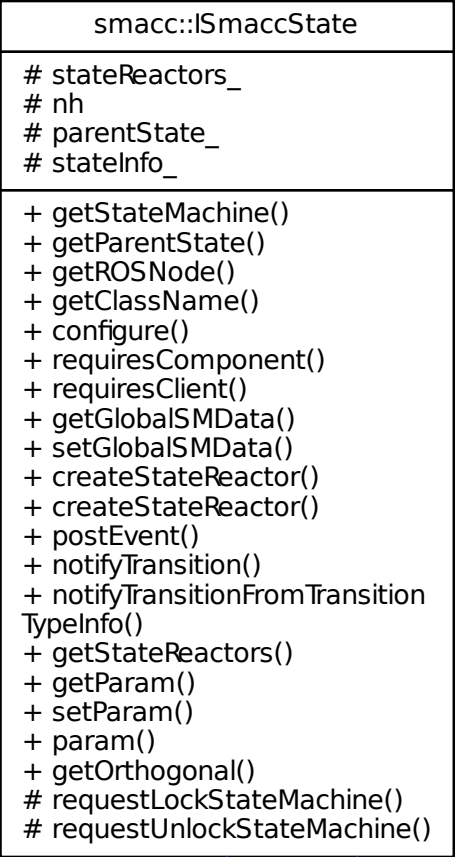 smacc::ISmaccState
# stateReactors_
# nh
# parentState_
# stateInfo_
+ getStateMachine()
+ getParentState()
+ getROSNode()
+ getClassName()
+ configure()
+ requiresComponent()
+ requiresClient()
+ getGlobalSMData()
+ setGlobalSMData()
+ createStateReactor()
+ createStateReactor()
+ postEvent()
+ notifyTransition()
+ notifyTransitionFromTransition
TypeInfo()
+ getStateReactors()
+ getParam()
+ setParam()
+ param()
+ getOrthogonal()
# requestLockStateMachine()
# requestUnlockStateMachine()